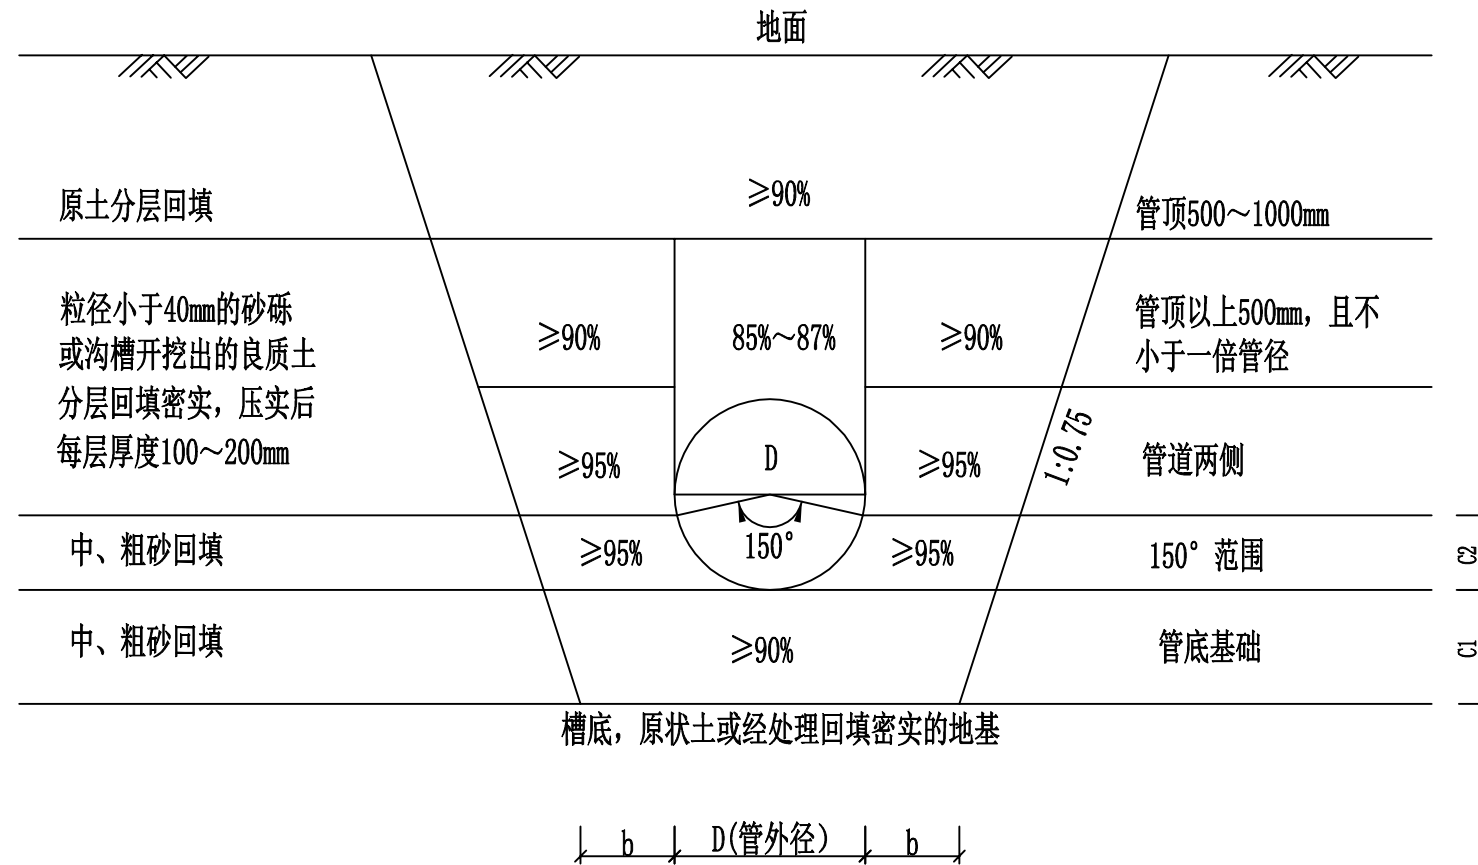 地面
≥90%
原土分层回填
管顶500～1000mm
粒径小于40mm的砂砾
或沟槽开挖出的良质土
分层回填密实，压实后
每层厚度100～200mm
≥90%
85%～87%
≥90%
管顶以上500mm，且不
小于一倍管径
≥95%
D
≥95%
1:0.75
管道两侧
中、粗砂回填
≥95%
150°
≥95%
150°范围
C2
中、粗砂回填
≥90%
管底基础
C1
槽底，原状土或经处理回填密实的地基
b
D(管外径)
b